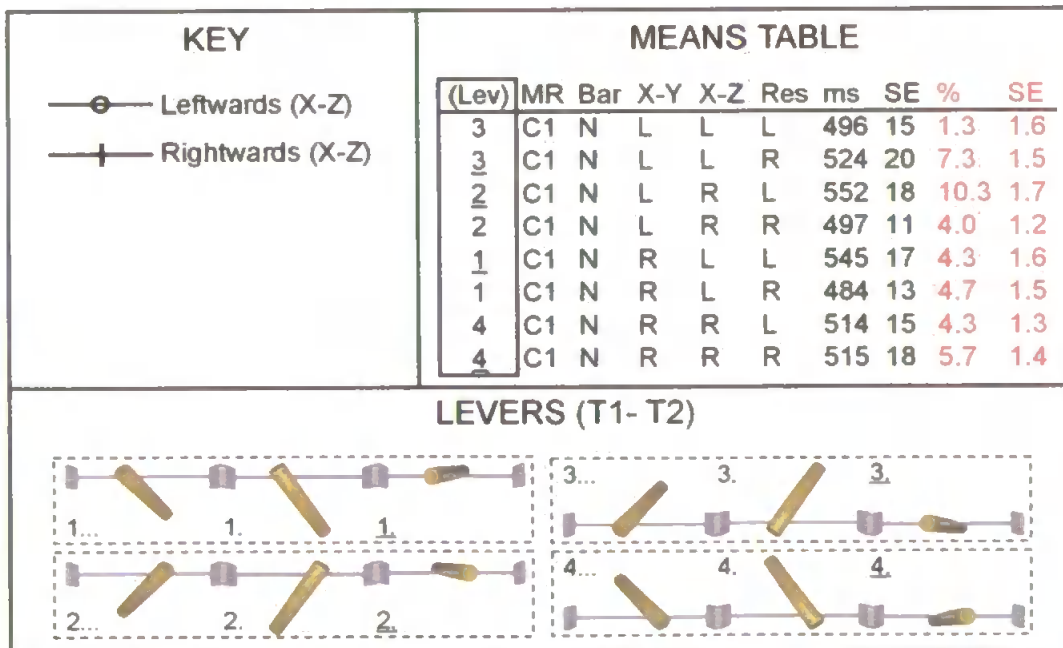 KEY
Leftwards (X-Z)
Rightwards (X-Z)
MEANS TABLE
(Lev) MR Bar X-Y X-Z Res ms SE % SE
3 C1 N L L L 496 15 1.3 1.6
3 C1 N L L R 524 20 7.3 1.5
2 C1 N L R L 552 18 10.3 1.7
2 C1 N L R R 497 11 4.0 1.2
1 C1 N R L L 545 17 4.3 1.6
1 C1 N R L R 484 13 4.7 1.5
4 C1 N R R L 514 15 4.3 1.3
4 C1 N R R R 515 18 5.7 1.4
LEVERS (T1- T2)
1... 1. 1.
2... 2. 2.
3... 3. 3.
4... 4. 4.